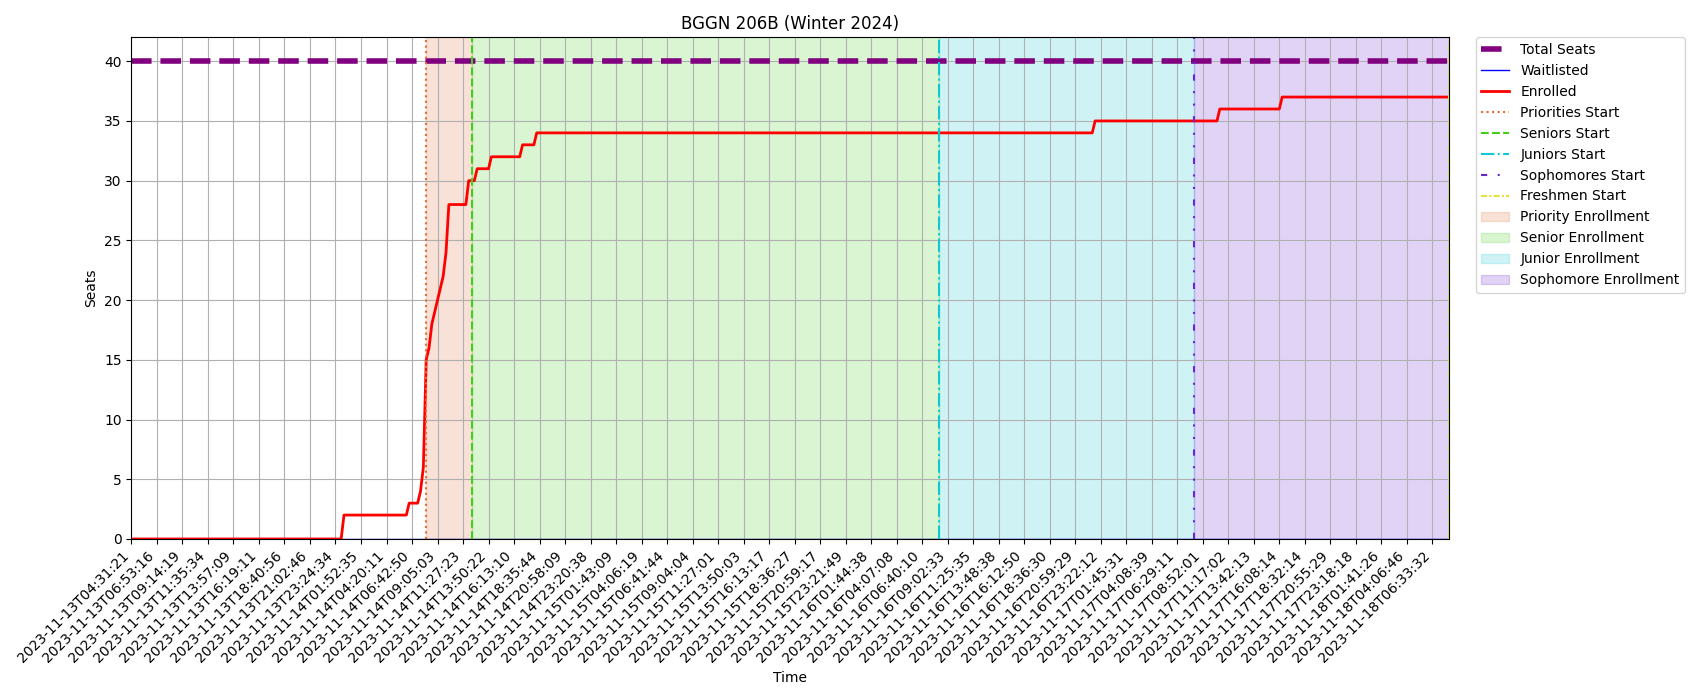 BGGN 206B (Winter 2024)
Seats
40
35
30
25
20
15
10
5
0
2023-11-13T04:31:21
2023-11-13T06:53:16
2023-11-13T09:14:19
2023-11-13T11:35:34
2023-11-13T13:57:09
2023-11-13T16:19:11
2023-11-13T18:40:56
2023-11-13T21:02:46
2023-11-13T23:24:34
2023-11-14T01:52:35
2023-11-14T04:20:11
2023-11-14T06:42:50
2023-11-14T09:05:03
2023-11-14T11:27:23
2023-11-14T13:50:22
2023-11-14T16:13:10
2023-11-14T18:35:44
2023-11-14T20:58:09
2023-11-14T23:20:38
2023-11-15T01:43:09
2023-11-15T04:06:19
2023-11-15T06:41:44
2023-11-15T09:04:04
2023-11-15T11:27:01
2023-11-15T13:50:03
2023-11-15T16:13:17
2023-11-15T18:36:27
2023-11-15T20:59:17
2023-11-15T23:21:49
2023-11-16T01:44:38
2023-11-16T04:07:08
2023-11-16T06:40:10
2023-11-16T09:02:33
2023-11-16T11:25:35
2023-11-16T13:48:38
2023-11-16T16:12:50
2023-11-16T18:36:30
2023-11-16T20:59:29
2023-11-16T23:22:12
2023-11-17T01:45:31
2023-11-17T04:08:39
2023-11-17T06:29:11
2023-11-17T08:52:01
2023-11-17T11:17:02
2023-11-17T13:42:13
2023-11-17T16:08:14
2023-11-17T18:32:14
2023-11-17T20:55:29
2023-11-17T23:18:18
2023-11-18T01:41:26
2023-11-18T04:06:46
2023-11-18T06:33:32
Time
Total Seats
Waitlisted
Enrolled
Priorities Start
Seniors Start
Juniors Start
Sophomores Start
Freshmen Start
Priority Enrollment
Senior Enrollment
Junior Enrollment
Sophomore Enrollment